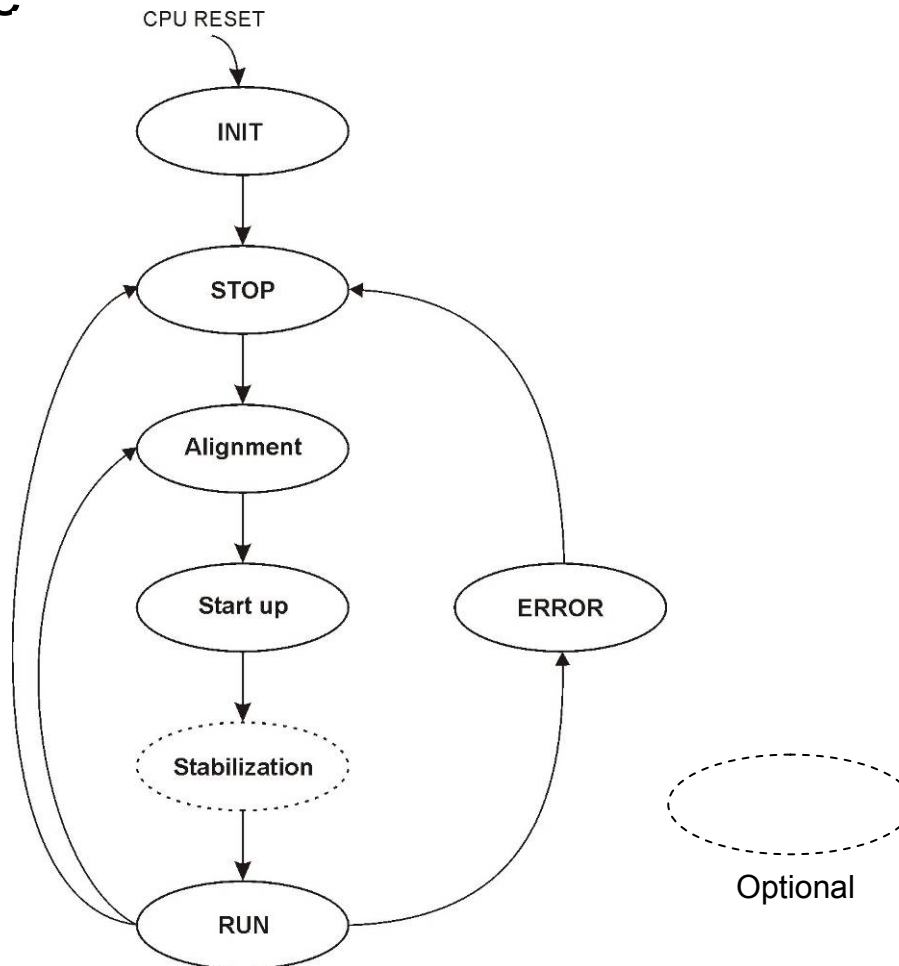 CPU RESET
INIT
STOP
Alignment
Start up
ERROR
Stabilization
Optional
RUN